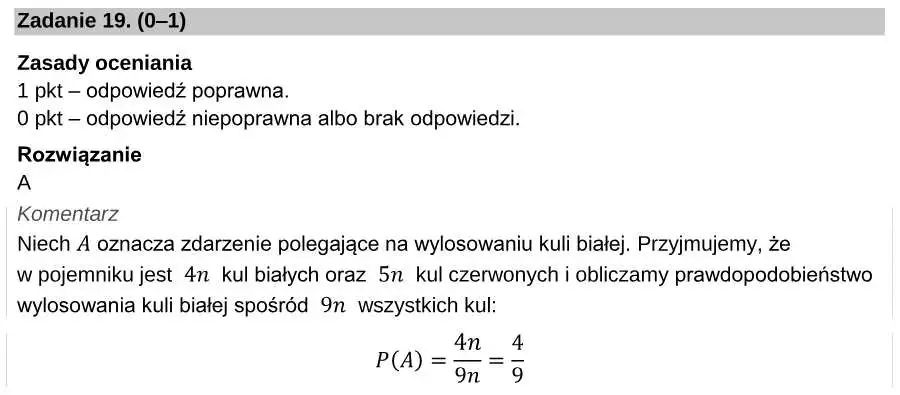 Zadanie 19. (0–1)
Zasady oceniania
1 pkt – odpowiedź poprawna.
0 pkt – odpowiedź niepoprawna albo brak odpowiedzi.
Rozwiązanie
A
Komentarz
Niech A oznacza zdarzenie polegające na wylosowaniu kuli białej. Przyjmujemy, że
w pojemniku jest 4n kul białych oraz 5n kul czerwonych i obliczamy prawdopodobieństwo
wylosowania kuli białej spośród 9n wszystkich kul:
P(A) = 4n/9n = 4/9